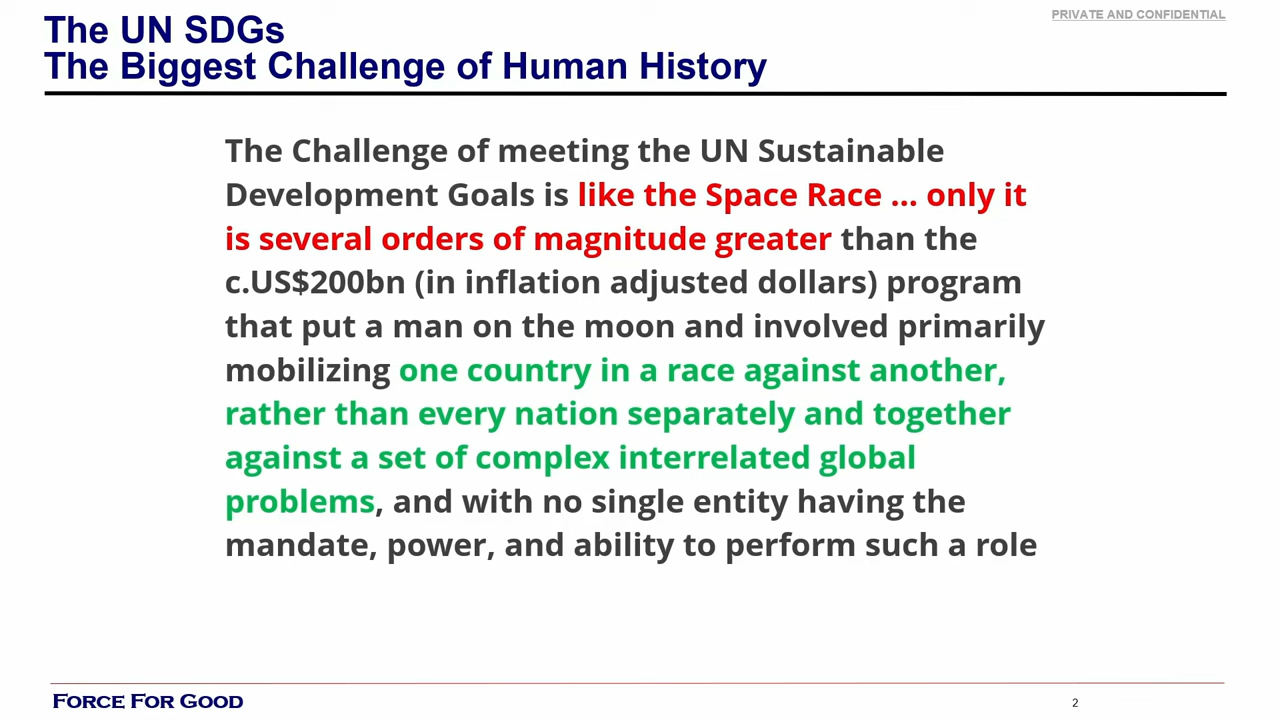 PRIVATE AND CONFIDENTIAL
The UN SDGs
The Biggest Challenge of Human History
The Challenge of meeting the UN Sustainable
Development Goals is like the Space Race ... only it
is several orders of magnitude greater than the
c.US$200bn (in inflation adjusted dollars) program
that put a man on the moon and involved primarily
mobilizing one country in a race against another,
rather than every nation separately and together
against a set of complex interrelated global
problems, and with no single entity having the
mandate, power, and ability to perform such a role
FORCE FOR GOOD
2